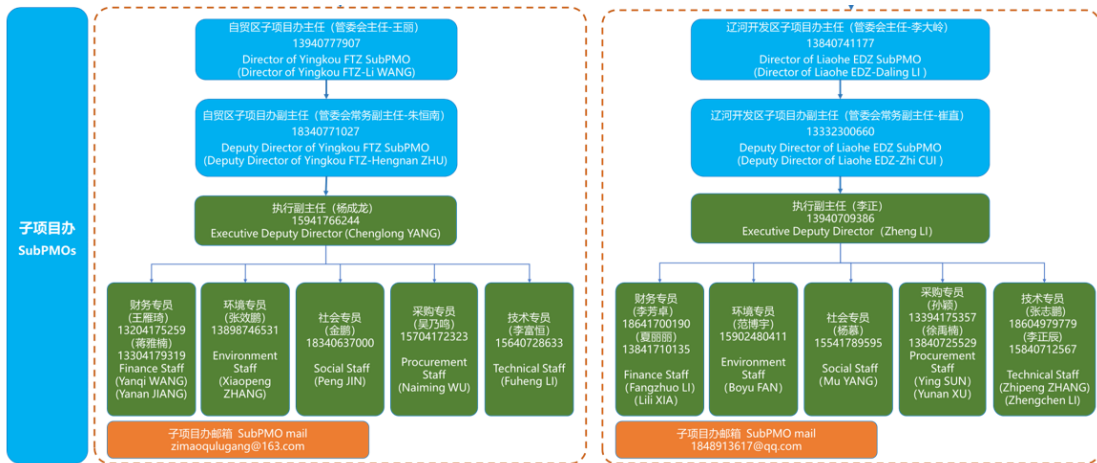 子项目办
SubPMOs
自贸区子项目办主任（管委会主任-王丽）
13940777907
Director of Yingkou FTZ SubPMO
(Director of Yingkou FTZ-Li WANG)
自贸区子项目办副主任（管委会常务副主任-朱恒南）
18340771027
Deputy Director of Yingkou FTZ SubPMO
(Deputy Director of Yingkou FTZ-Hengnan ZHU)
执行副主任（杨成龙）
15941766244
Executive Deputy Director (Chenglong YANG)
财务专员
(王雁琦)
13204175259
(蒋雅楠)
13304179319
Finance Staff
(Yanqi WANG)
(Yanan JIANG)
环境专员
(张效鹏)
13898746531
Environment
Staff
(Xiaopeng
ZHANG)
社会专员
(金鹏)
18340637000
Social Staff
(Peng JIN)
采购专员
(吴乃鸣)
15704172323
Procurement
Staff
(Naiming WU)
技术专员
(李富恒)
15640728633
Technical Staff
(Fuheng LI)
子项目办邮箱 SubPMO mail
zimaoqulugang@163.com
辽河开发区子项目办主任（管委会主任-李大岭）
13840741177
Director of Liaohe EDZ SubPMO
(Director of Liaohe EDZ-Daling LI )
辽河开发区子项目办副主任（管委会常务副主任-崔直）
13332300660
Deputy Director of Liaohe EDZ SubPMO
(Deputy Director of Liaohe EDZ-Zhi CUI )
执行副主任（李正）
13940709386
Executive Deputy Director（Zheng LI）
财务专员
(李芳卓)
18641700190
(夏丽丽)
13841710135
Finance Staff
(Fangzhuo LI)
(Lili XIA)
环境专员
(范博宇)
15902480411
Environment
Staff
(Boyu FAN)
社会专员
(杨慕)
15541789595
Social Staff
(Mu YANG)
采购专员
(孙颖)
13394175357
(徐禹楠)
13840725529
Procurement
Staff
(Ying SUN)
(Yunan XU)
技术专员
(张志鹏)
18604979779
(李正辰)
15840712567
Technical Staff
(Zhipeng ZHANG)
(Zhengchen LI)
子项目办邮箱 SubPMO mail
1848913617@qq.com